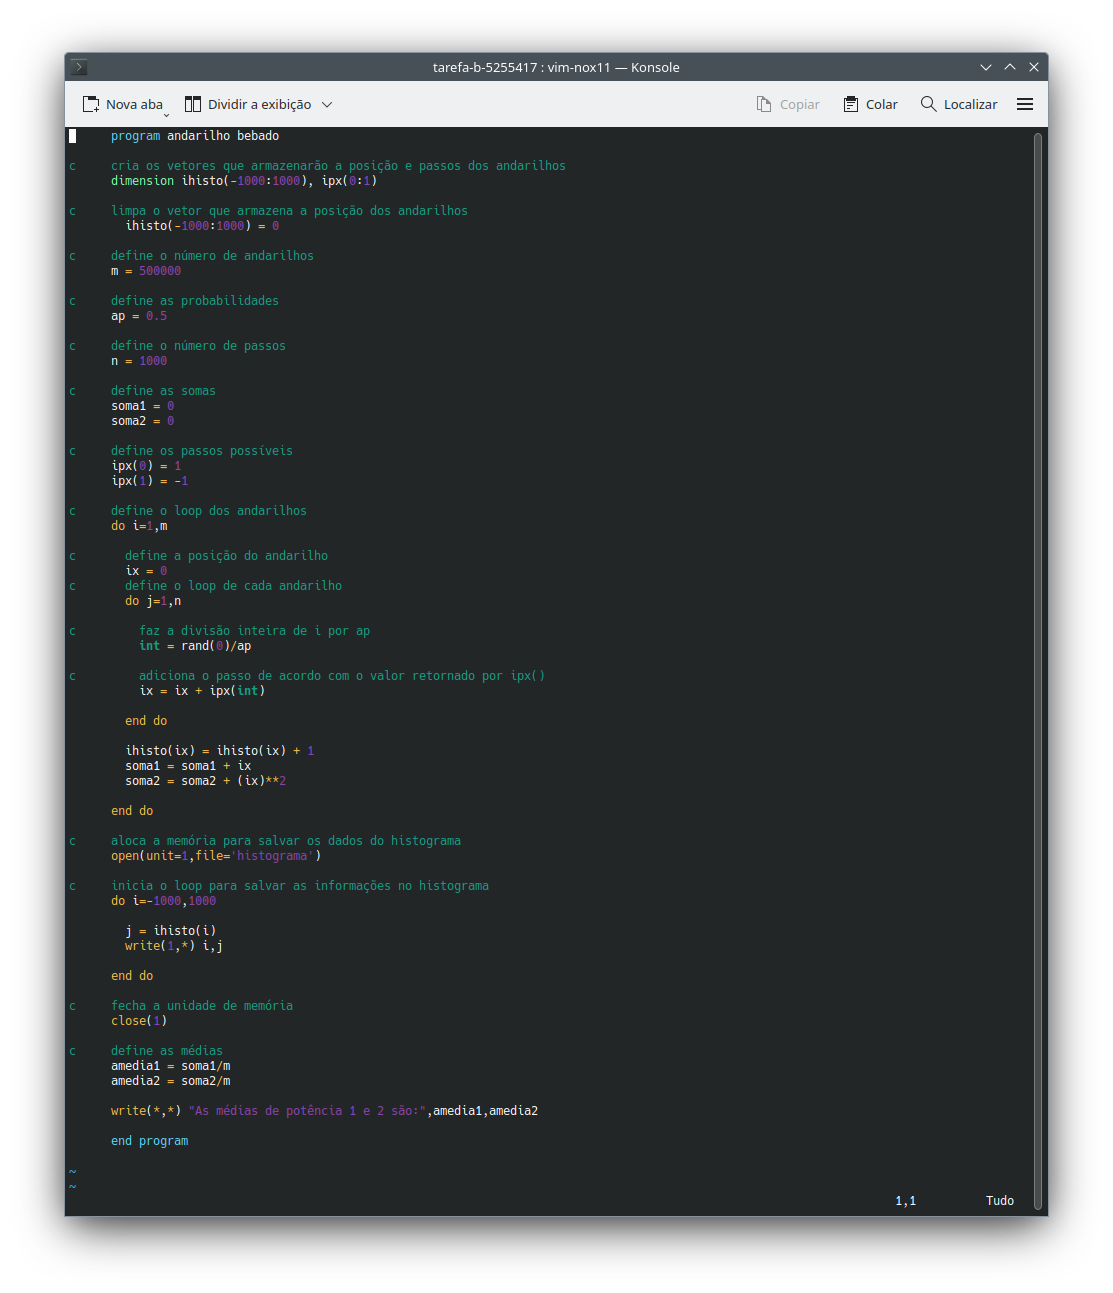 tarefa-b-5255417 : vim-nox11 — Konsole
Nova aba Dividir a exibição Copiar Colar Localizar
      program andarilho bebado

c     cria os vetores que armazenarão a posição e passos dos andarilhos
      dimension ihisto(-1000:1000), ipx(0:1)

c     limpa o vetor que armazena a posição dos andarilhos
        ihisto(-1000:1000) = 0

c     define o número de andarilhos
      m = 500000

c     define as probabilidades
      ap = 0.5

c     define o número de passos
      n = 1000

c     define as somas
      soma1 = 0
      soma2 = 0

c     define os passos possíveis
      ipx(0) = 1
      ipx(1) = -1

c     define o loop dos andarilhos
      do i=1,m

c       define a posição do andarilho
        ix = 0
c       define o loop de cada andarilho
        do j=1,n

c         faz a divisão inteira de i por ap
          int = rand(0)/ap

c         adiciona o passo de acordo com o valor retornado por ipx()
          ix = ix + ipx(int)

        end do

        ihisto(ix) = ihisto(ix) + 1
        soma1 = soma1 + ix
        soma2 = soma2 + (ix)**2

      end do

c     aloca a memória para salvar os dados do histograma
      open(unit=1,file='histograma')

c     inicia o loop para salvar as informações no histograma
      do i=-1000,1000

        j = ihisto(i)
        write(1,*) i,j

      end do

c     fecha a unidade de memória
      close(1)

c     define as médias
      amedia1 = soma1/m
      amedia2 = soma2/m

      write(*,*) "As médias de potência 1 e 2 são:",amedia1,amedia2

      end program

~
~
1,1 Tudo